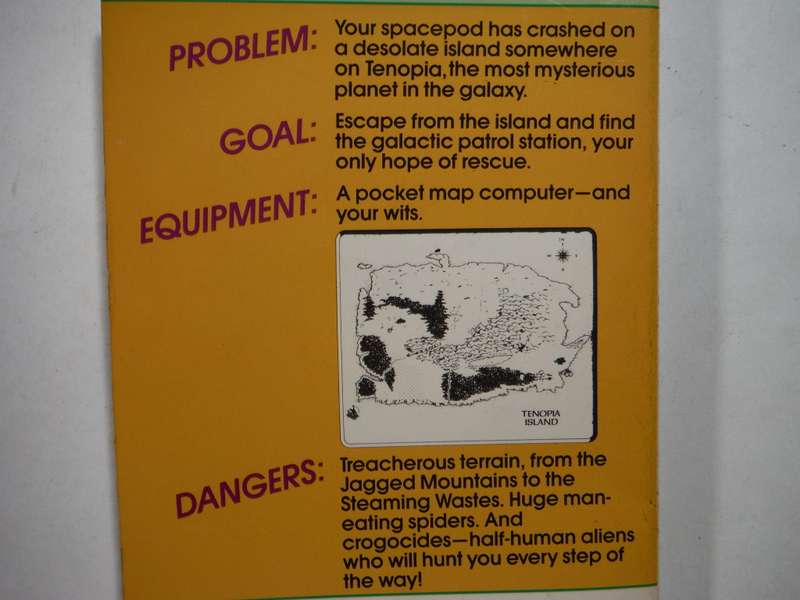 PROBLEM:
Your spacepod has crashed on
a desolate island somewhere
on Tenopia, the most mysterious
planet in the galaxy.
GOAL:
Escape from the island and find
the galactic patrol station, your
only hope of rescue.
EQUIPMENT:
A pocket map computer—and
your wits.
TENOPIA
ISLAND
DANGERS:
Treacherous terrain, from the
Jagged Mountains to the
Steaming Wastes. Huge man-
eating spiders. And
crogocides—half-human aliens
who will hunt you every step of
the way!